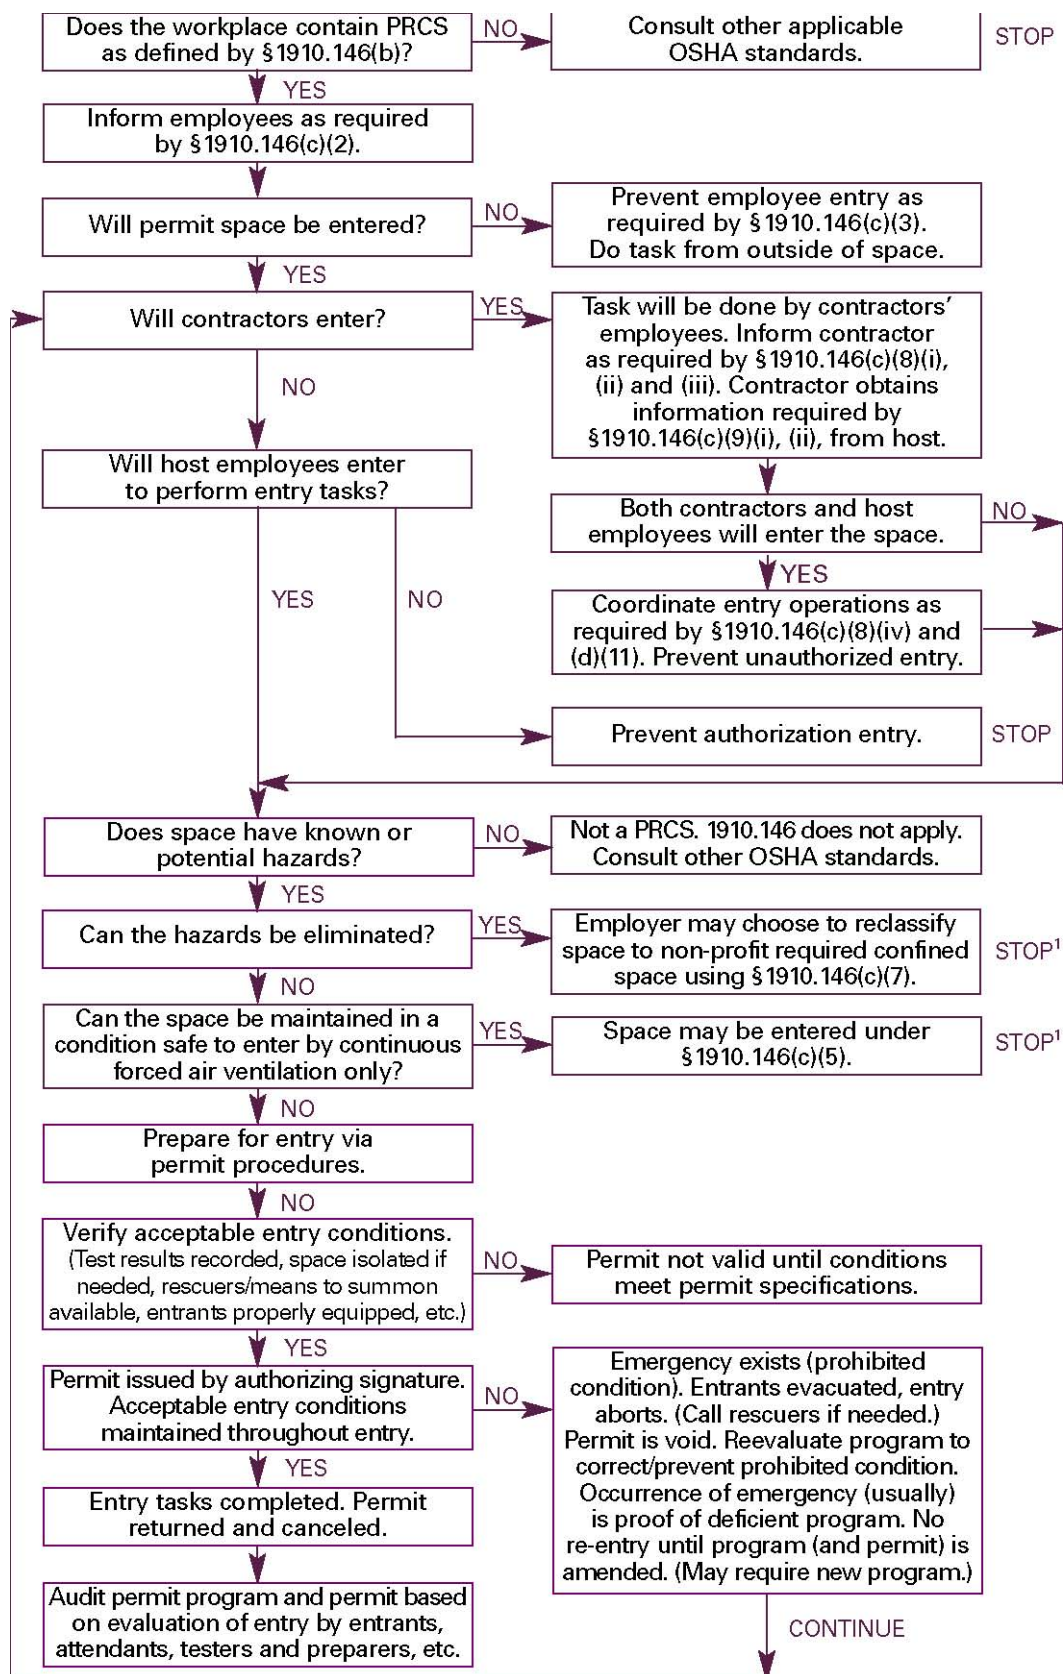 Does the workplace contain PRCS
as defined by §1910.146(b)?
NO
Consult other applicable
OSHA standards.
STOP
YES
Inform employees as required
by §1910.146(c)(2).
Will permit space be entered?
NO
Prevent employee entry as
required by §1910.146(c)(3).
Do task from outside of space.
YES
Will contractors enter?
YES
Task will be done by contractors’
employees. Inform contractor
as required by §1910.146(c)(8)(i),
(ii) and (iii). Contractor obtains
information required by
§1910.146(c)(9)(i), (ii), from host.
NO
Will host employees enter
to perform entry tasks?
Both contractors and host
employees will enter the space.
NO
YES
YES
NO
Coordinate entry operations as
required by §1910.146(c)(8)(iv) and
(d)(11). Prevent unauthorized entry.
Prevent authorization entry.
STOP
Does space have known or
potential hazards?
NO
Not a PRCS. 1910.146 does not apply.
Consult other OSHA standards.
YES
Can the hazards be eliminated?
YES
Employer may choose to reclassify
space to non-profit required confined
space using §1910.146(c)(7).
STOP¹
NO
Can the space be maintained in a
condition safe to enter by continuous
forced air ventilation only?
YES
Space may be entered under
§1910.146(c)(5).
STOP¹
NO
Prepare for entry via
permit procedures.
NO
Verify acceptable entry conditions.
(Test results recorded, space isolated if
needed, rescuers/means to summon
available, entrants properly equipped, etc.)
NO
Permit not valid until conditions
meet permit specifications.
YES
Permit issued by authorizing signature.
Acceptable entry conditions
maintained throughout entry.
NO
Emergency exists (prohibited
condition). Entrants evacuated, entry
aborts. (Call rescuers if needed.)
Permit is void. Reevaluate program to
correct/prevent prohibited condition.
Occurrence of emergency (usually)
is proof of deficient program. No
re-entry until program (and permit) is
amended. (May require new program.)
YES
Entry tasks completed. Permit
returned and canceled.
Audit permit program and permit based
on evaluation of entry by entrants,
attendants, testers and preparers, etc.
CONTINUE